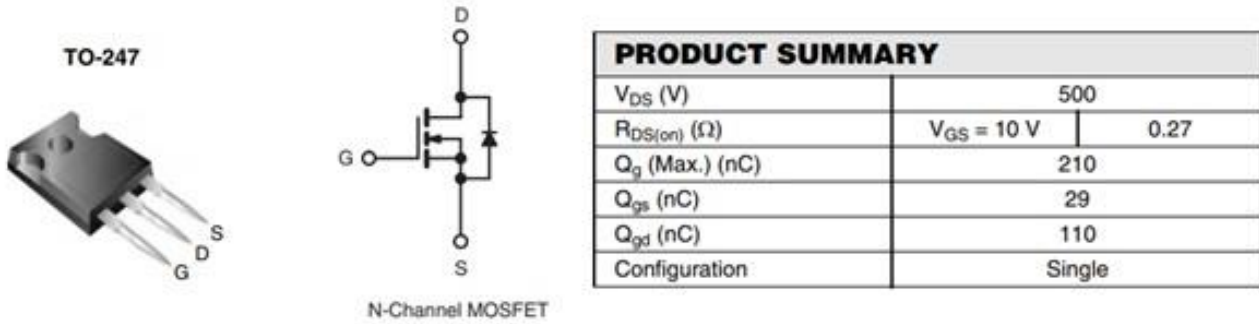 TO-247
S
D
G
D
G
S
N-Channel MOSFET
PRODUCT SUMMARY
VDS (V) 500
RDS(on) (Ω) VGS = 10 V 0.27
Qg (Max.) (nC) 210
Qgs (nC) 29
Qgd (nC) 110
Configuration Single